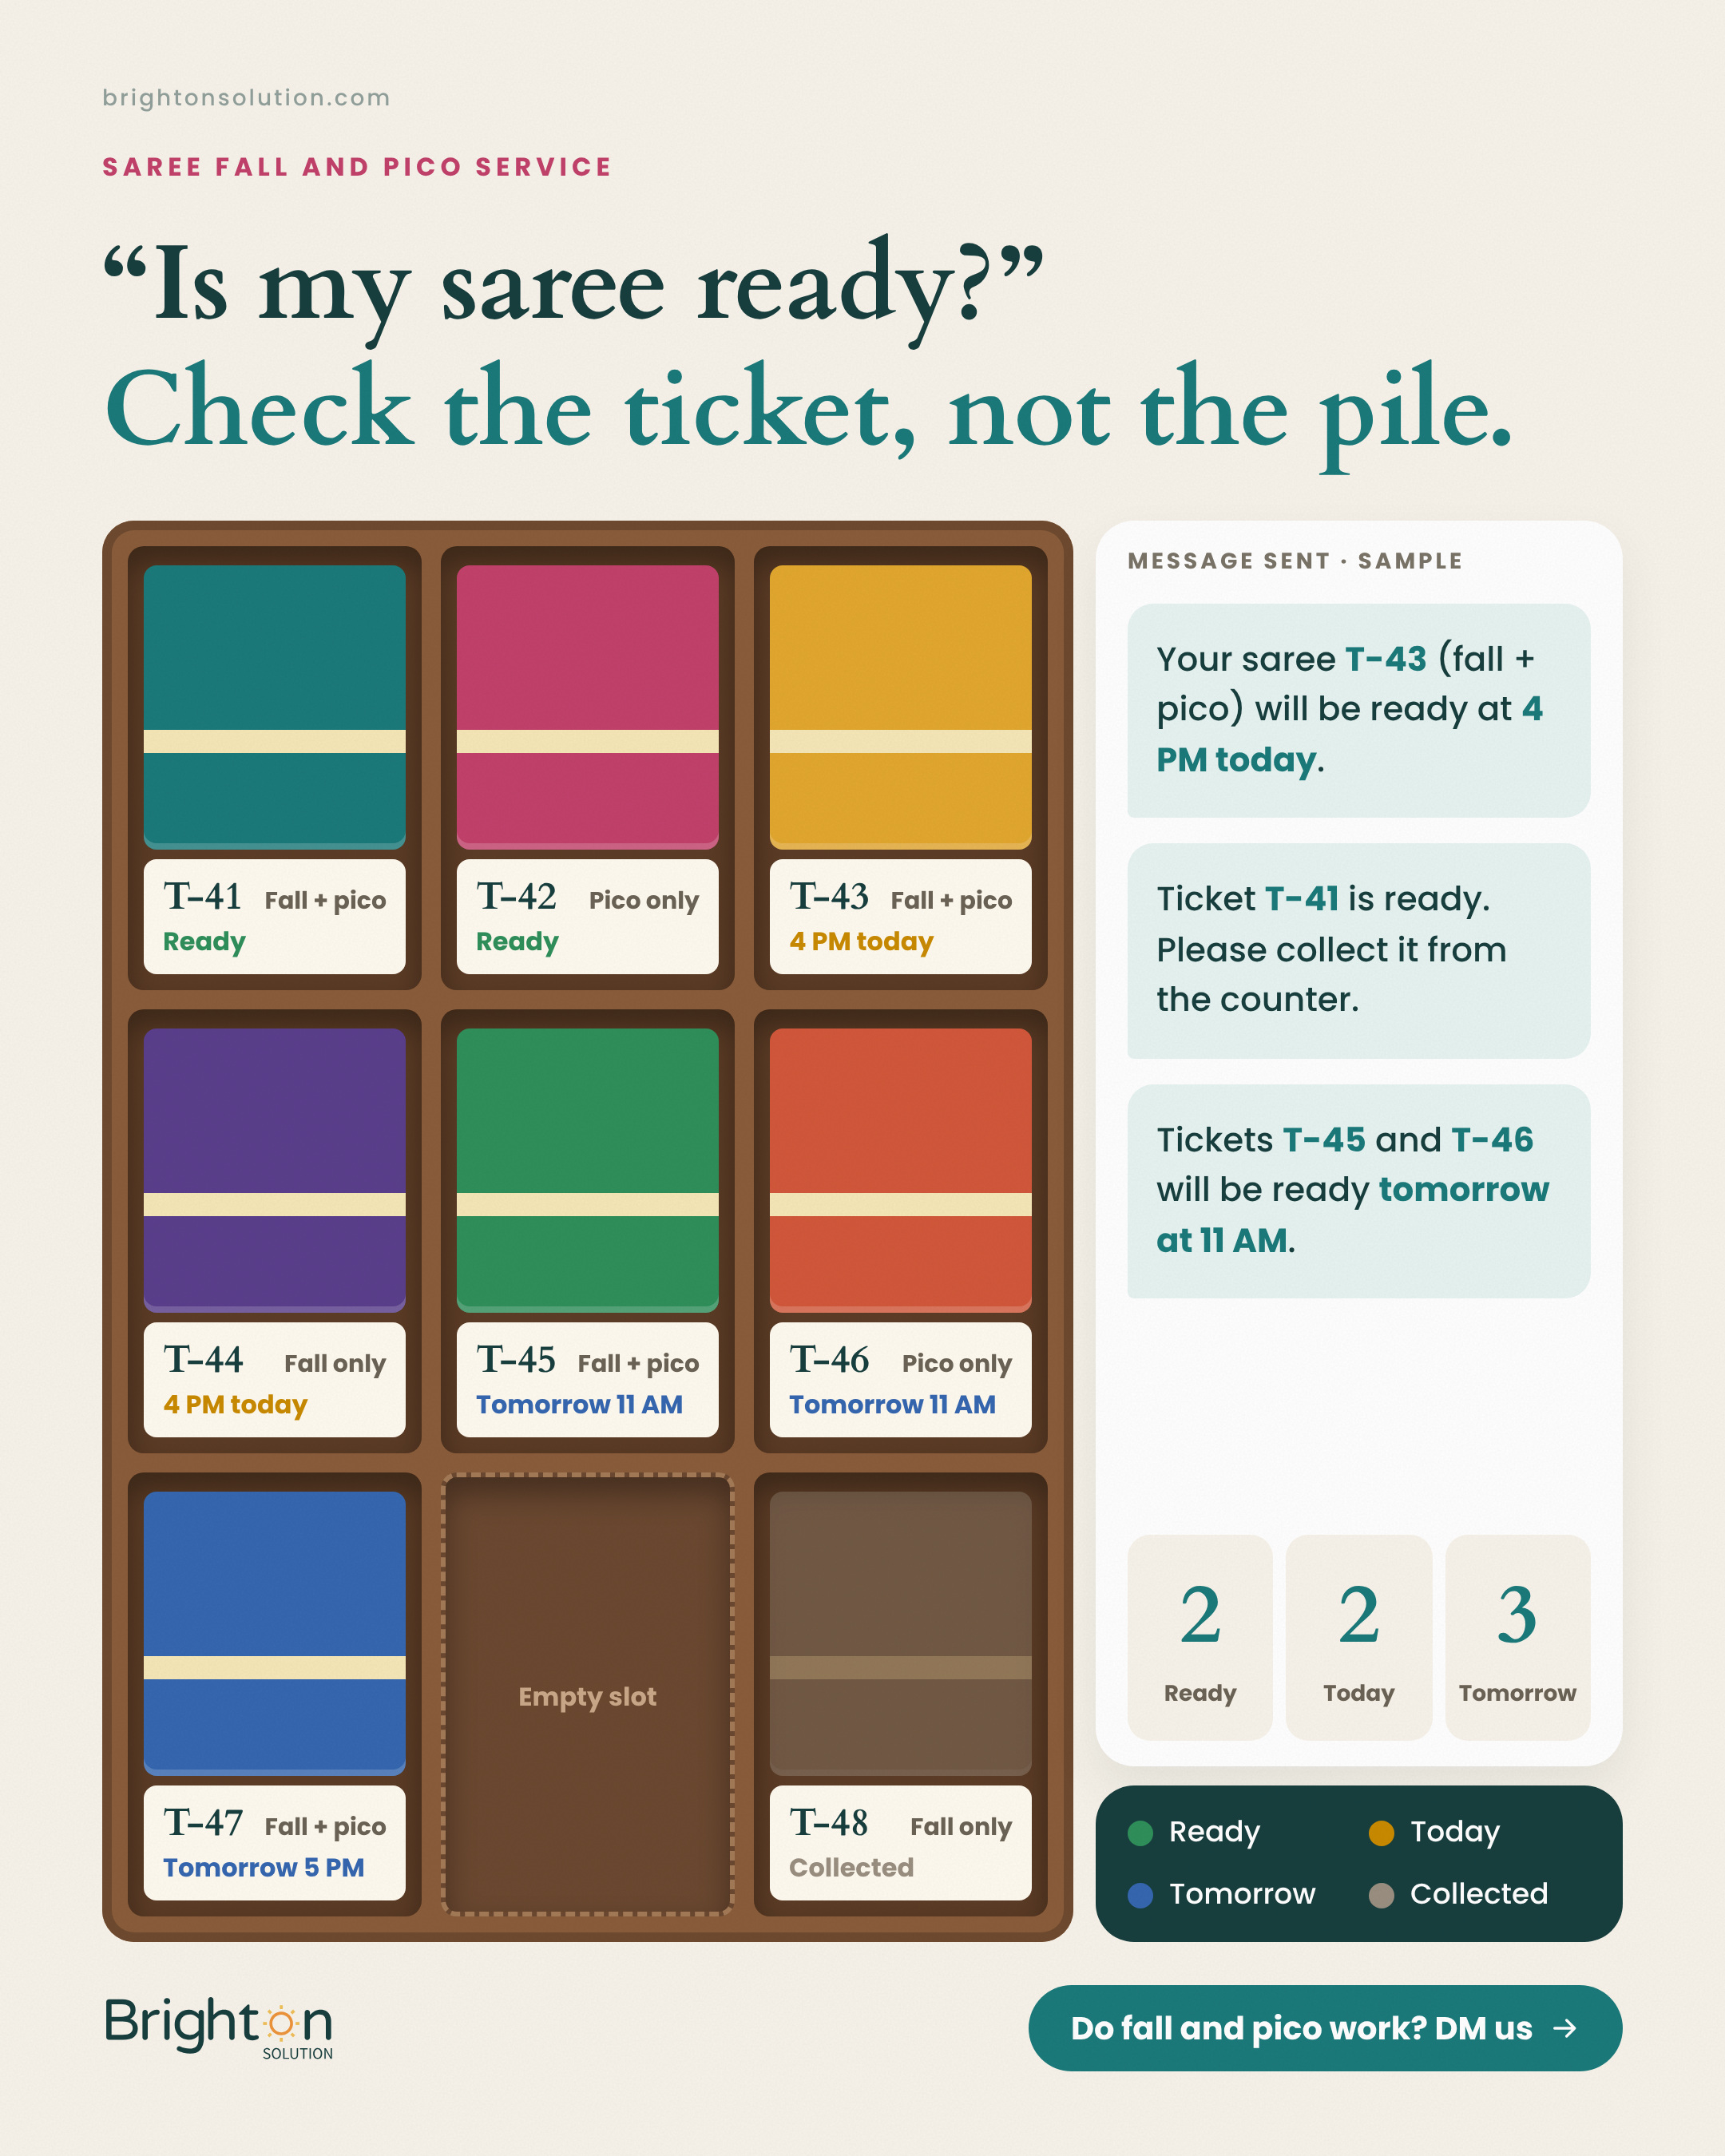 brightonsolution.com
SAREE FALL AND PICO SERVICE
“Is my saree ready?”
Check the ticket, not the pile.
T-41 Fall + pico
Ready
T-42 Pico only
Ready
T-43 Fall + pico
4 PM today
T-44 Fall only
4 PM today
T-45 Fall + pico
Tomorrow 11 AM
T-46 Pico only
Tomorrow 11 AM
T-47 Fall + pico
Tomorrow 5 PM
Empty slot
T-48 Fall only
Collected
MESSAGE SENT · SAMPLE
Your saree T-43 (fall +
pico) will be ready at 4
PM today.
Ticket T-41 is ready.
Please collect it from
the counter.
Tickets T-45 and T-46
will be ready tomorrow
at 11 AM.
2 Ready
2 Today
3 Tomorrow
Ready Today
Tomorrow Collected
Brighton
SOLUTION
Do fall and pico work? DM us →